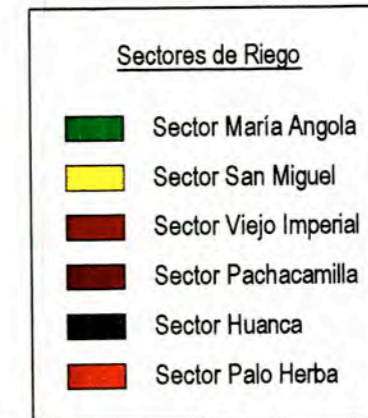 Sectores de Riego
Sector María Angola
Sector San Miguel
Sector Viejo Imperial
Sector Pachacamilla
Sector Huanca
Sector Palo Herba